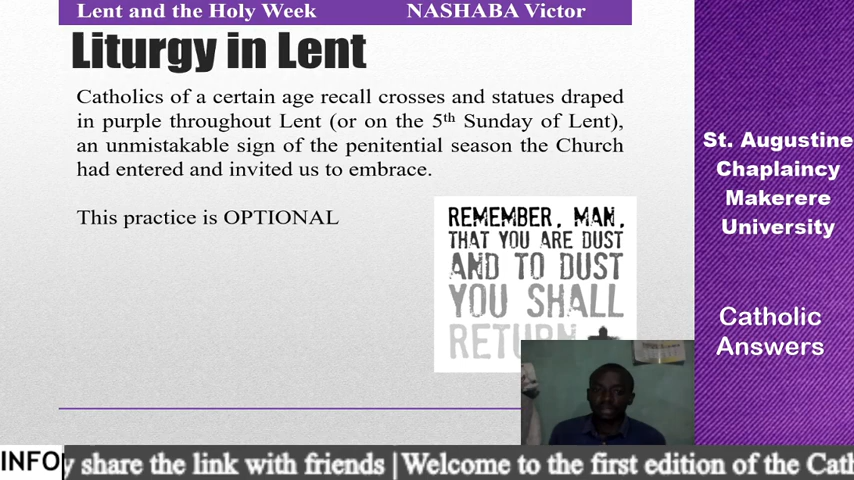 Lent and the Holy Week NASHABA Victor
Liturgy in Lent
Catholics of a certain age recall crosses and statues draped
in purple throughout Lent (or on the 5th Sunday of Lent),
an unmistakable sign of the penitential season the Church
had entered and invited us to embrace.
This practice is OPTIONAL
REMEMBER, MAN,
THAT YOU ARE DUST
AND TO DUST
YOU SHALL
RETURN
St. Augustine
Chaplaincy
Makerere
University
Catholic
Answers
INFO y share the link with friends |Welcome to the first edition of the Cath